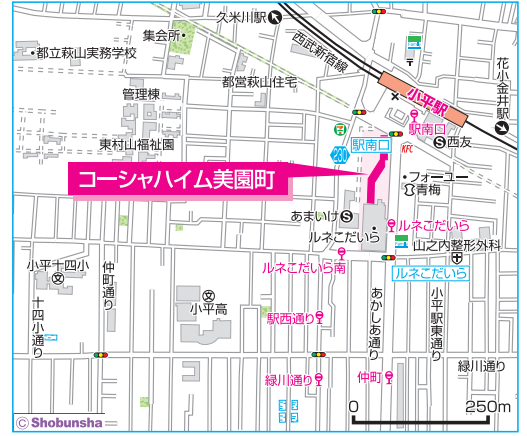 久米川駅
集会所
都立萩山実務学校
西武新宿線
花小金井駅
都営萩山住宅
小平駅
管理棟
駅南口
西友
東村山福祉園
230
駅南口
KFC
コーシャハイム美園町
フォーユー
青梅
あまいけ
ルネこだいら
ルネこだいら
山之内整形外科
ルネこだいら南
ルネこだいら
小平十四小
仲町通り
小平高
十四小通り
駅西通り
あかしあ通り
小平駅東通り
緑川通り
緑川通り
仲町
0 250m
© Shobunsha